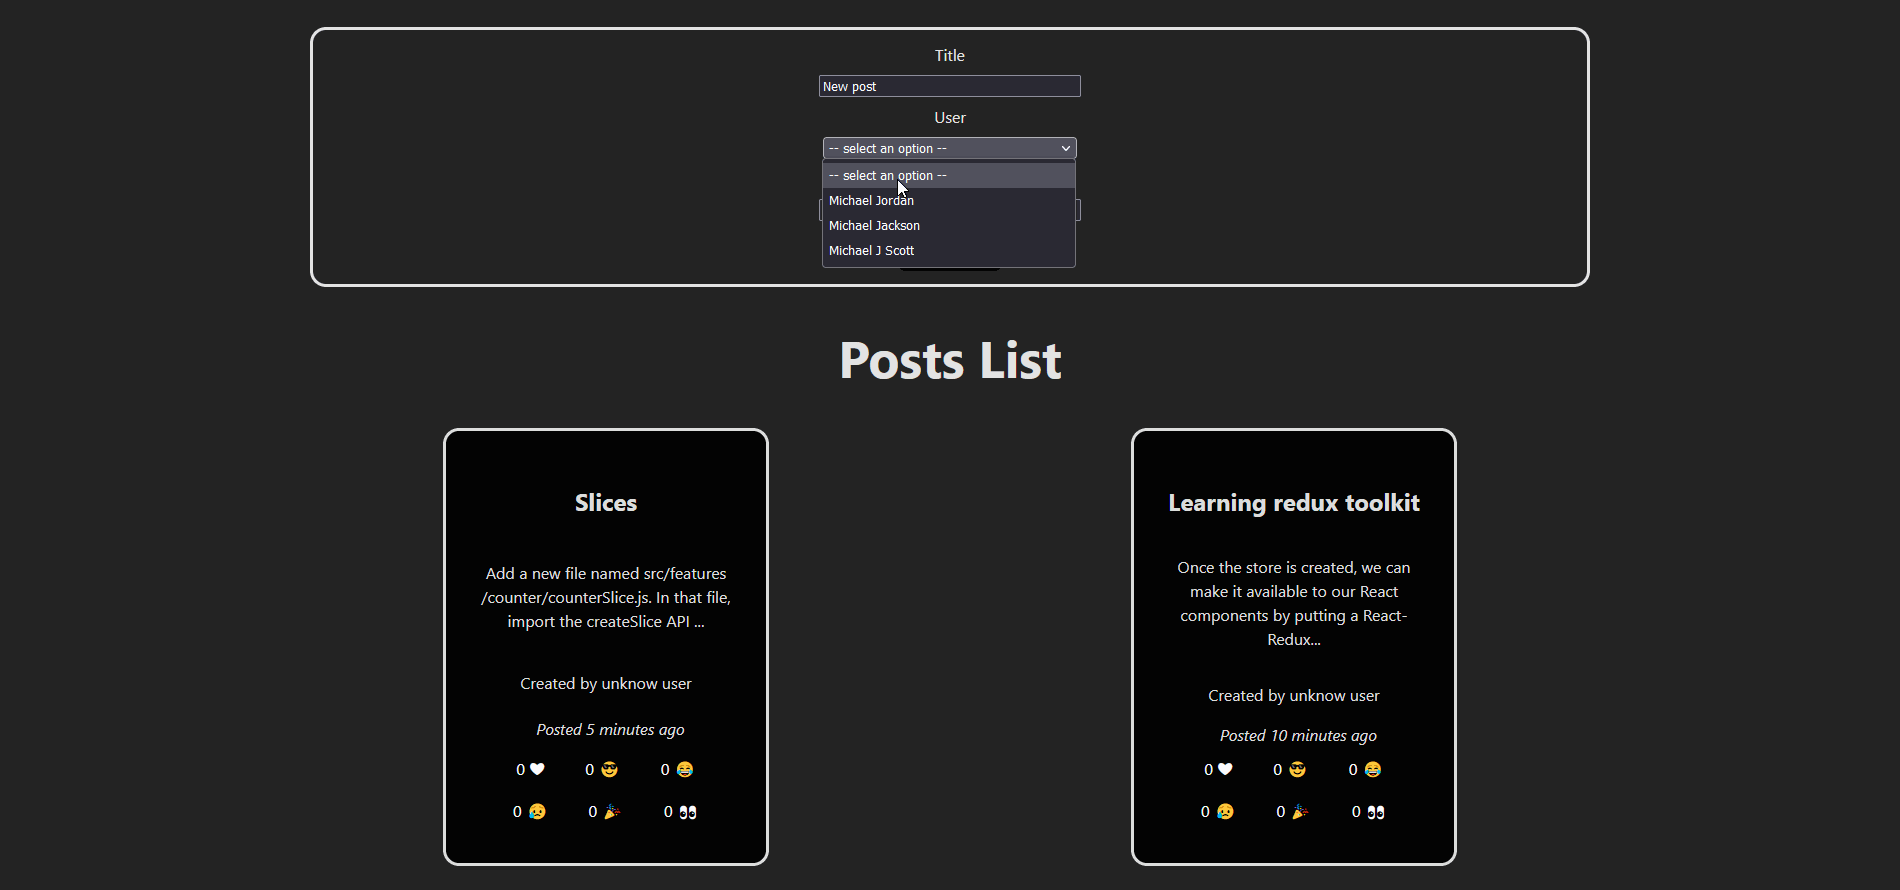 Title
New post
User
-- select an option --
-- select an option --
Michael Jordan
Michael Jackson
Michael J Scott
Posts List
Slices
Add a new file named src/features
/counter/counterSlice.js. In that file,
import the createSlice API ...
Created by unknow user
Posted 5 minutes ago
0 🤍 0 😎 0 😂
0 😥 0 🎉 0 👀
Learning redux toolkit
Once the store is created, we can
make it available to our React
components by putting a React-
Redux...
Created by unknow user
Posted 10 minutes ago
0 🤍 0 😎 0 😂
0 😥 0 🎉 0 👀